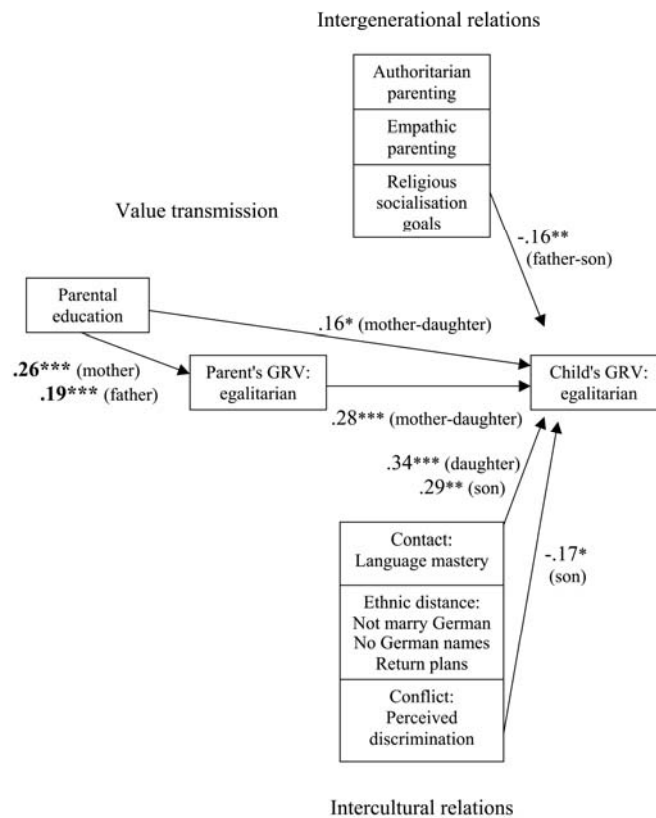 Intergenerational relations
Authoritarian
parenting
Empathic
parenting
Religious
socialisation
goals
Value transmission
-.16**
(father-son)
Parental
education
.16* (mother-daughter)
.26*** (mother)
.19*** (father)
Parent's GRV:
egalitarian
Child's GRV:
egalitarian
.28*** (mother-daughter)
.34*** (daughter)
.29** (son)
Contact:
Language mastery
-.17*
(son)
Ethnic distance:
Not marry German
No German names
Return plans
Conflict:
Perceived
discrimination
Intercultural relations